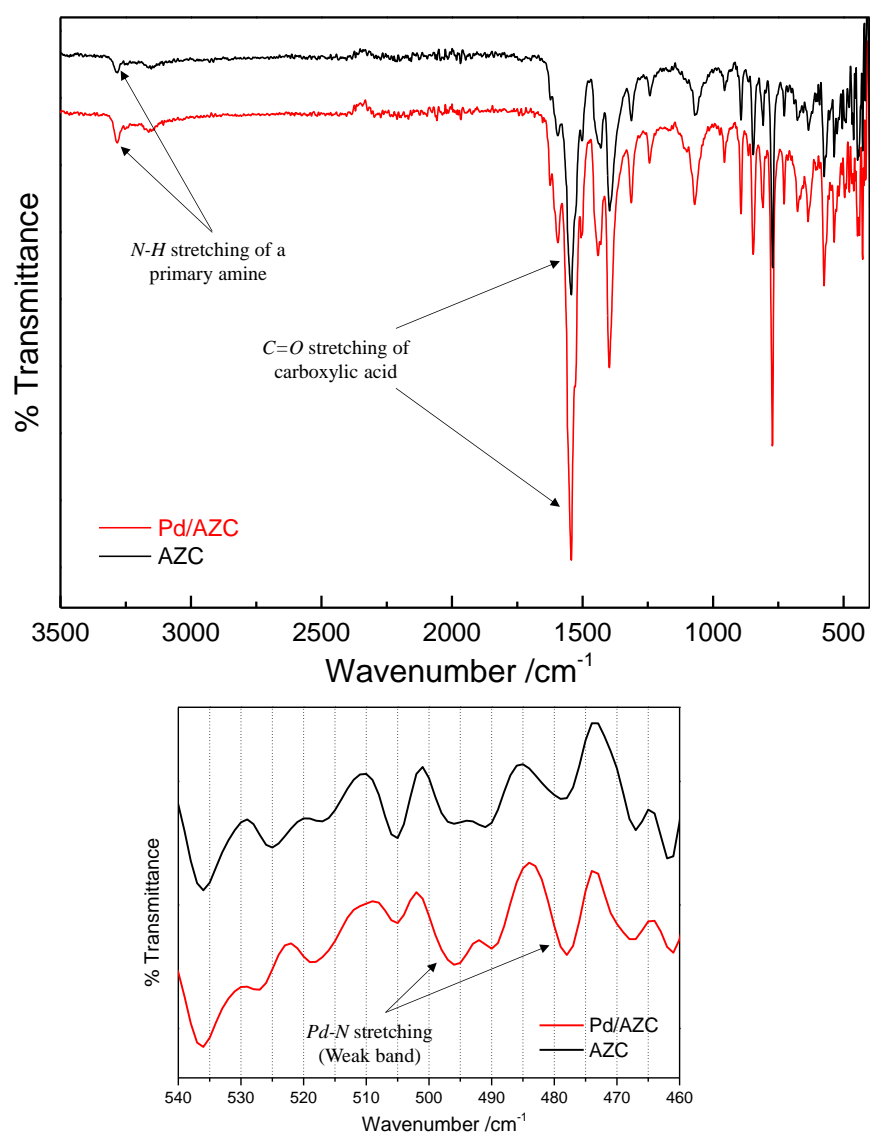 % Transmittance
N-H stretching of a
primary amine
C=O stretching of
carboxylic acid
Pd/AZC
AZC
3500 3000 2500 2000 1500 1000 500
Wavenumber /cm⁻¹
% Transmittance
Pd-N stretching
(Weak band)
Pd/AZC
AZC
540 530 520 510 500 490 480 470 460
Wavenumber /cm⁻¹